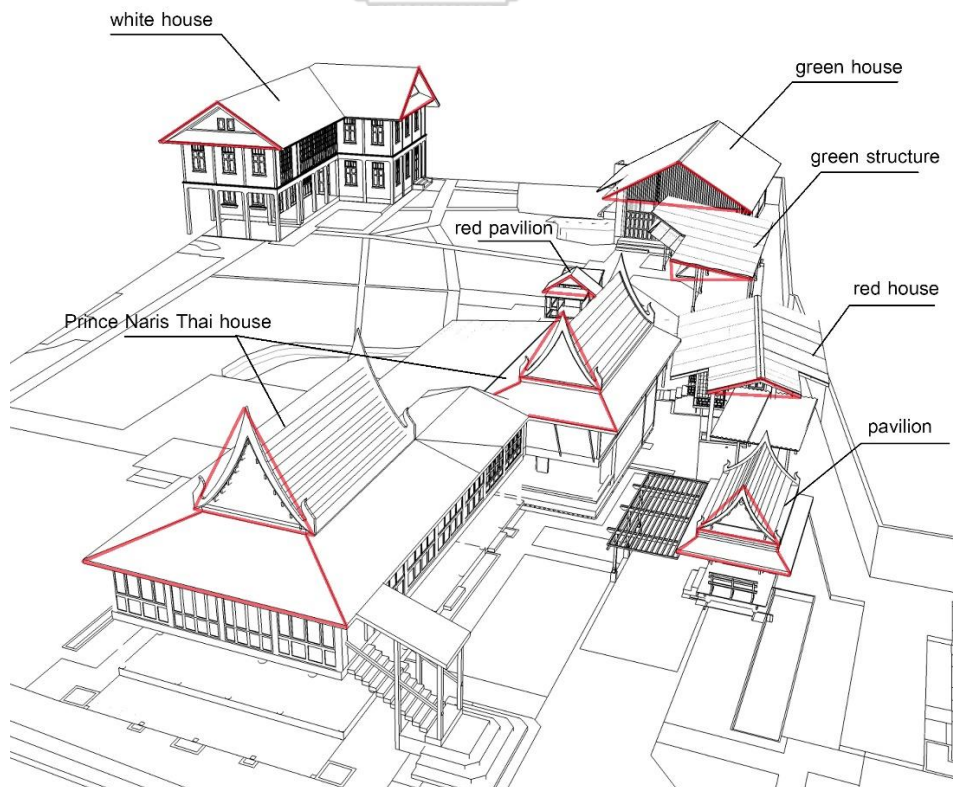 white house
green house
green structure
red pavilion
red house
Prince Naris Thai house
pavilion